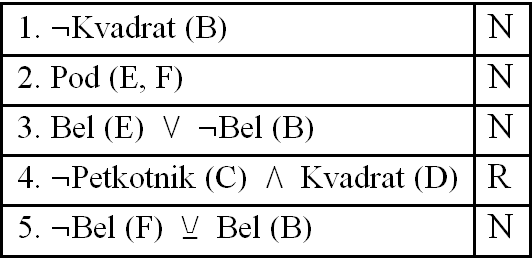 1. ¬Kvadrat (B) N
2. Pod (E, F) N
3. Bel (E) ∨ ¬Bel (B) N
4. ¬Petkotnik (C) ∧ Kvadrat (D) R
5. ¬Bel (F) ⊻ Bel (B) N